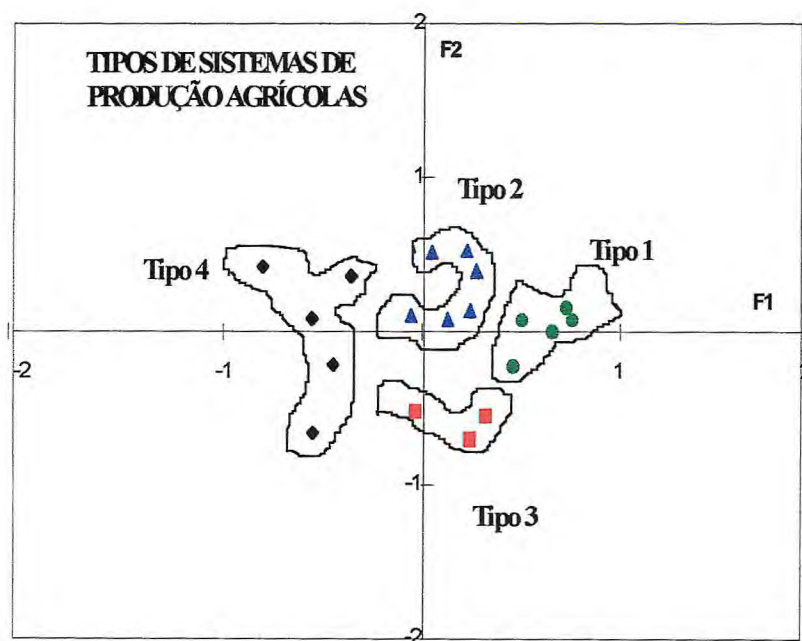 2
F2
TIPOS DE SISTEMAS DE
PRODUÇÃO AGRÍCOLAS
1
Tipo 2
Tipo 4
Tipo 1
F1
-2
-1
1
-1
Tipo 3
-2